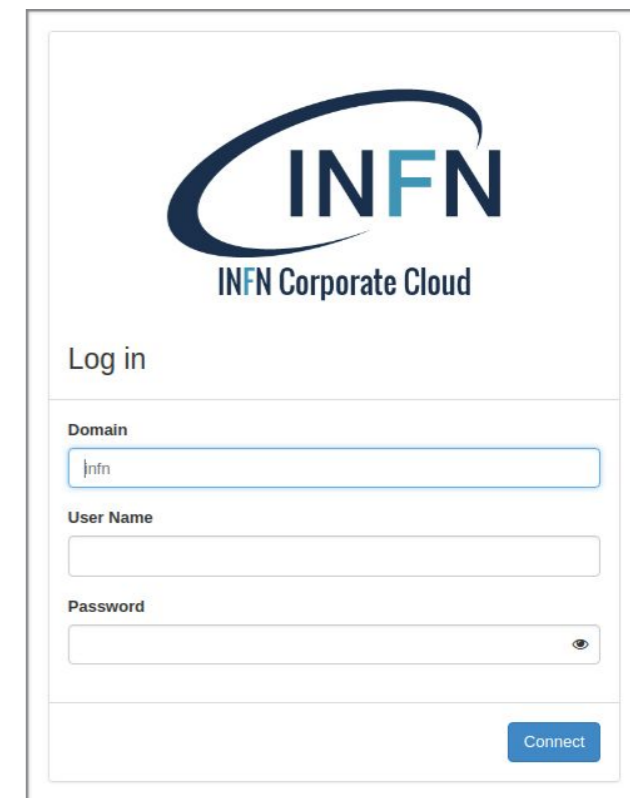 INFN
INFN Corporate Cloud
Log in
Domain
infn
User Name
Password
Connect